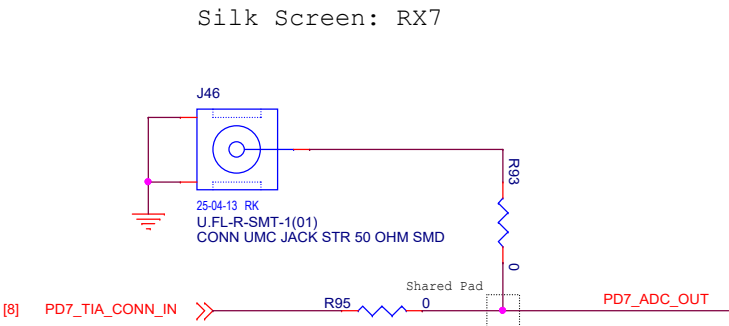 Silk Screen: RX7
J46
R93
25-04-13 RK
U.FL-R-SMT-1(01)
CONN UMC JACK STR 50 OHM SMD
0
Shared Pad
[8] PD7_TIA_CONN_IN R95 0 PD7_ADC_OUT